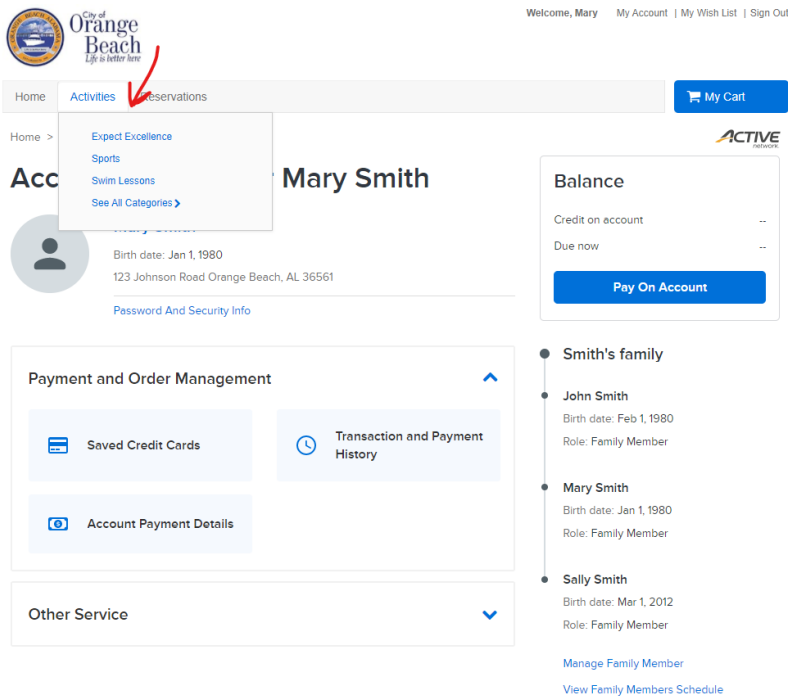 City of
Orange
Beach
Life is better here
Welcome, Mary My Account | My Wish List | Sign Out
Home Activities Reservations
My Cart
Home >
Expect Excellence
Sports
Swim Lessons
See All Categories >
ACTIVE
network
Mary Smith
Mary Smith
Birth date: Jan 1, 1980
123 Johnson Road Orange Beach, AL 36561
Password And Security Info
Balance
Credit on account --
Due now --
Pay On Account
Payment and Order Management
Saved Credit Cards
Transaction and Payment
History
Account Payment Details
Other Service
Smith's family
John Smith
Birth date: Feb 1, 1980
Role: Family Member
Mary Smith
Birth date: Jan 1, 1980
Role: Family Member
Sally Smith
Birth date: Mar 1, 2012
Role: Family Member
Manage Family Member
View Family Members Schedule